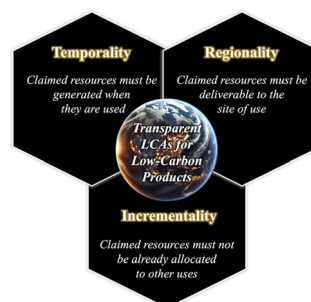 Temporality
Claimed resources must be
generated when
they are used
Regionality
Claimed resources must be
deliverable to the
site of use
Transparent
LCAs for
Low-Carbon
Products
Incrementality
Claimed resources must not
be already allocated
to other uses